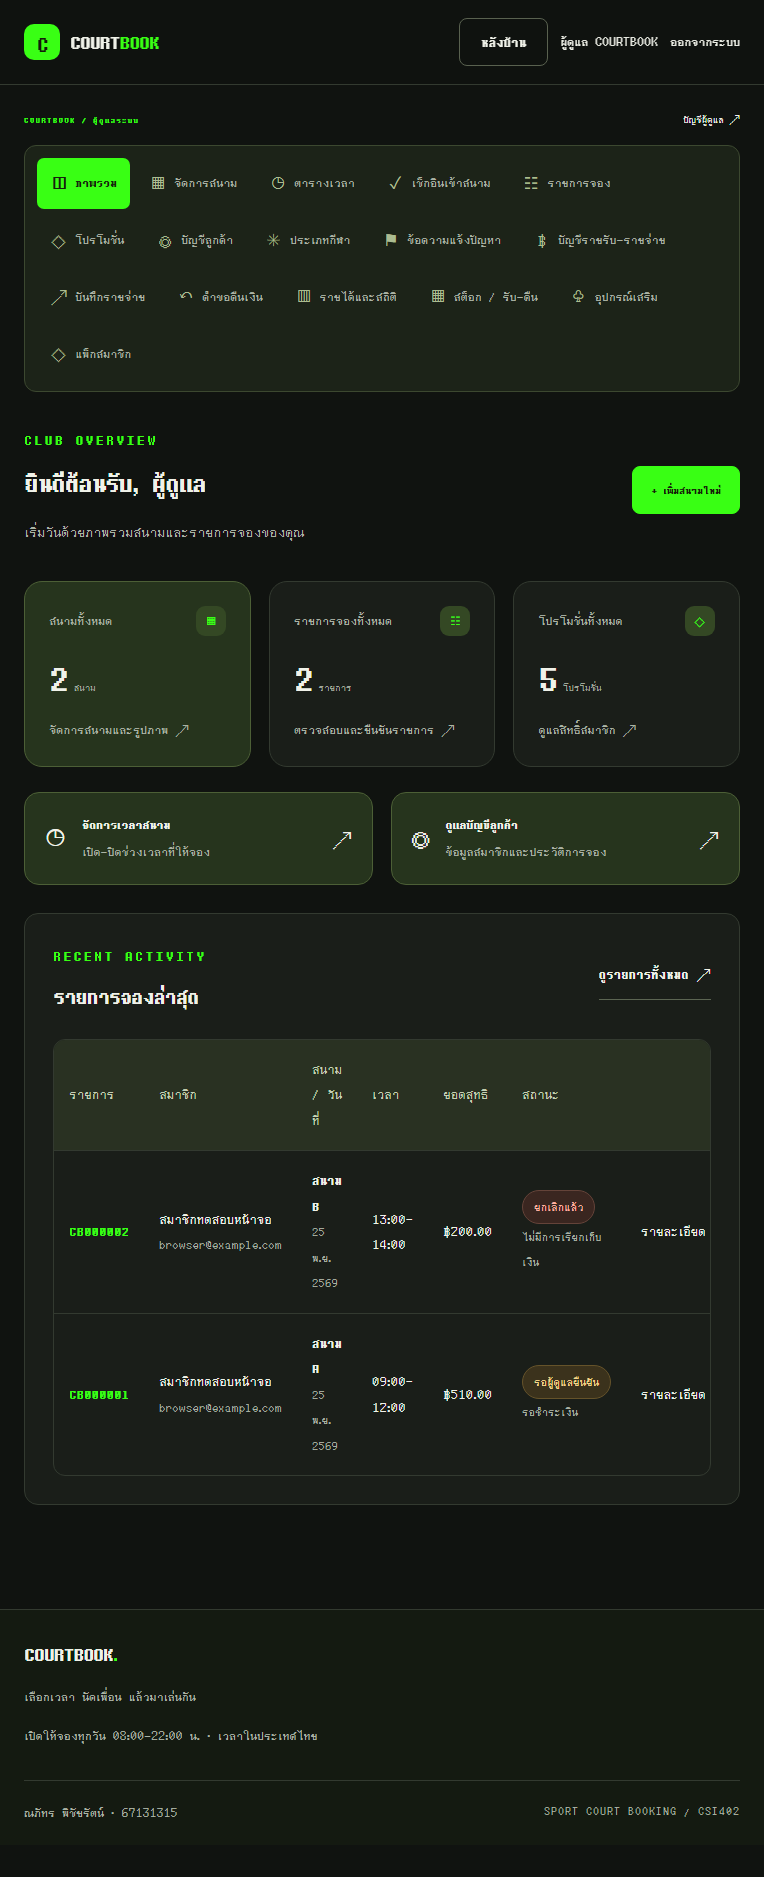 C COURTBOOK
หลังบ้าน ผู้ดูแล COURTBOOK ออกจากระบบ
COURTBOOK / ผู้ดูแลระบบ
บัญชีผู้ดูแล ↗
ภาพรวม จัดการสนาม ตารางเวลา เช็กอินเข้าสนาม รายการจอง
โปรโมชั่น บัญชีลูกค้า ประเภทกีฬา ข้อความแจ้งปัญหา บัญชีรายรับ-รายจ่าย
บันทึกรายจ่าย คำขอคืนเงิน รายได้และสถิติ สต็อก / รับ-คืน อุปกรณ์เสริม
แพ็กสมาชิก
CLUB OVERVIEW
ยินดีต้อนรับ, ผู้ดูแล
+ เพิ่มสนามใหม่
เริ่มวันด้วยภาพรวมสนามและรายการจองของคุณ
สนามทั้งหมด
2 สนาม
จัดการสนามและรูปภาพ ↗
รายการจองทั้งหมด
2 รายการ
ตรวจสอบและยืนยันรายการ ↗
โปรโมชั่นทั้งหมด
5 โปรโมชั่น
ดูแลสิทธิ์สมาชิก ↗
จัดการเวลาสนาม
เปิด-ปิดช่วงเวลาที่ให้จอง
↗
ดูแลบัญชีลูกค้า
ข้อมูลสมาชิกและประวัติการจอง
↗
RECENT ACTIVITY
รายการจองล่าสุด
ดูรายการทั้งหมด ↗
รายการ สมาชิก สนาม / วันที่ เวลา ยอดสุทธิ สถานะ
CB000002
สมาชิกทดสอบหน้าจอ
browser@example.com
สนาม
B
25
พ.ย.
2569
13:00-
14:00
฿200.00
ยกเลิกแล้ว
ไม่มีการเรียกเก็บ
เงิน
รายละเอียด
CB000001
สมาชิกทดสอบหน้าจอ
browser@example.com
สนาม
A
25
พ.ย.
2569
09:00-
12:00
฿510.00
รอผู้ดูแลยืนยัน
รอชำระเงิน
รายละเอียด
COURTBOOK.
เลือกเวลา นัดเพื่อน แล้วมาเล่นกัน
เปิดให้จองทุกวัน 08:00-22:00 น. · เวลาในประเทศไทย
ณภัทร พิชัยรัตน์ · 67131315
SPORT COURT BOOKING / CSI402